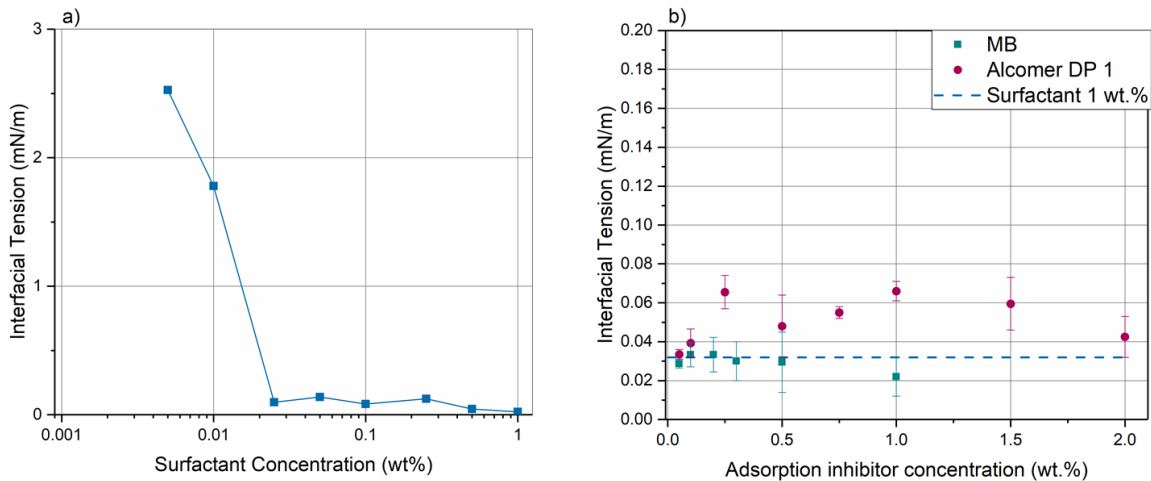 a)
3
2
1
0
0.001
0.01
0.1
1
Interfacial Tension (mN/m)
Surfactant Concentration (wt%)
b)
0.20
0.18
0.16
0.14
0.12
0.10
0.08
0.06
0.04
0.02
0.00
0.0
0.5
1.0
1.5
2.0
Interfacial Tension (mN/m)
Adsorption inhibitor concentration (wt.%)
MB
Alcomer DP 1
Surfactant 1 wt.%